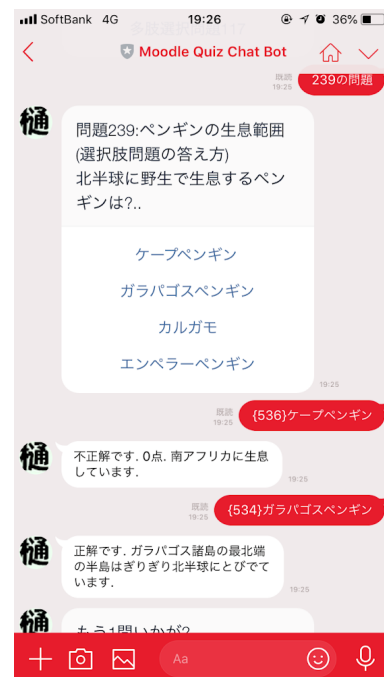 SoftBank 4G 19:26 36%
Moodle Quiz Chat Bot
既読
19:25
239の問題
樋
問題239:ペンギンの生息範囲
(選択肢問題の答え方)
北半球に野生で生息するペン
ギンは?..
ケープペンギン
ガラパゴスペンギン
カルガモ
エンペラーペンギン
19:25
既読
19:25
{536}ケープペンギン
樋
不正解です. 0点. 南アフリカに生息
しています.
19:25
既読
19:25
{534}ガラパゴスペンギン
樋
正解です. ガラパゴス諸島の最北端
の半島はぎりぎり北半球にとびでて
います.
19:25
樋
もう1問いかが?
Aa